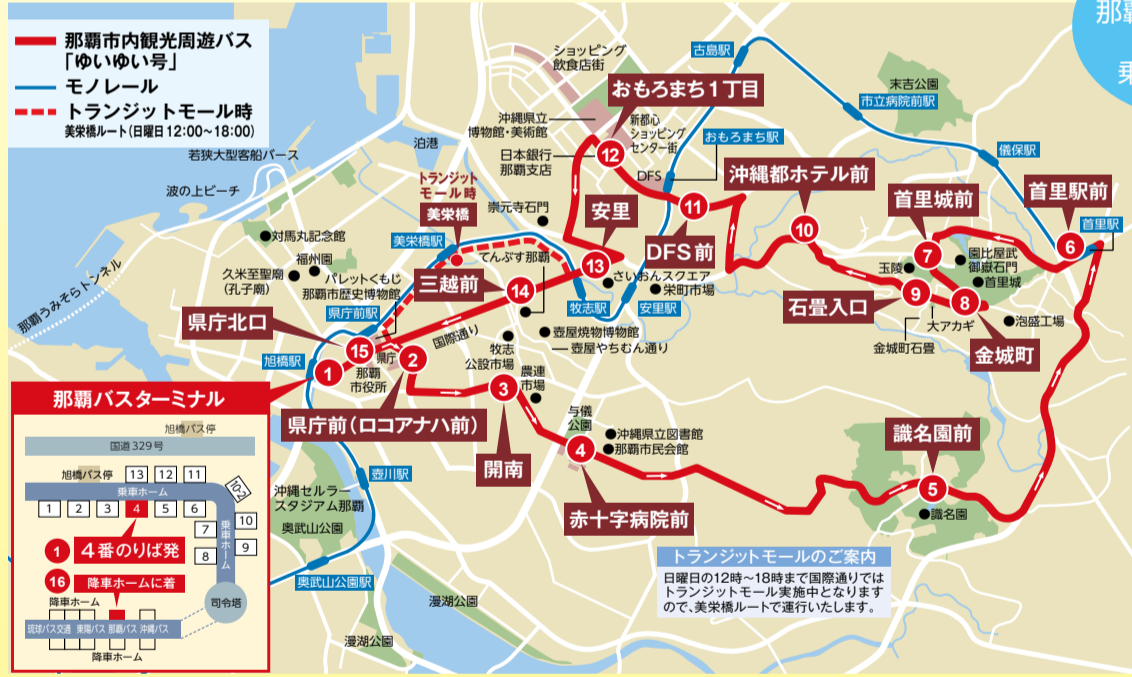 那覇市内観光周遊バス
「ゆいゆい号」
モノレール
トランジットモール時
美栄橋ルート(日曜日12:00〜18:00)
ショッピング
飲食店街
古島駅
末吉公園
市立病院前駅
儀保駅
首里駅前
6
首里駅
おもろまち1丁目
12
沖縄県立
博物館・美術館
新都心
ショッピング
センター街
おもろまち駅
日本銀行
那覇支店
DFS
11
DFS前
沖縄都ホテル前
10
首里城前
7
玉陵
園比屋武
御嶽石門
首里城
9
8
石畳入口
大アカギ
金城町石畳
泡盛工場
金城町
泊港
若狭大型客船バース
波の上ビーチ
トランジット
モール時
美栄橋
崇元寺石門
安里
13
美栄橋駅
てんぶす那覇
対馬丸記念館
福州園
久米至聖廟
(孔子廟)
パレットくもじ
那覇市歴史博物館
三越前
14
さいおんスクエア
栄町市場
牧志駅
安里駅
那覇うみそらトンネル
県庁前駅
県庁北口
15
国際通り
壺屋焼物博物館
壺屋やちむん通り
牧志
公設市場
農連
市場
旭橋駅
1
県庁
那覇
市役所
2
県庁前(ロコアナハ前)
3
開南
与儀
公園
4
沖縄県立図書館
那覇市民会館
赤十字病院前
識名園前
5
識名園
壺川駅
沖縄セルラー
スタジアム那覇
奥武山公園
奥武山公園駅
漫湖公園
漫湖公園
トランジットモールのご案内
日曜日の12時〜18時まで国際通りでは
トランジットモール実施中となります
ので、美栄橋ルートで運行いたします。
那覇バスターミナル
旭橋バス停
国道329号
旭橋バス停
13 12 11
乗車ホーム
10-2
1 2 3 4 5 6
7
10
8
9
乗車ホーム
1
4番のりば発
16
降車ホームに着
司令塔
降車ホーム
琉球バス交通 東陽バス 那覇バス 沖縄バス
降車ホーム